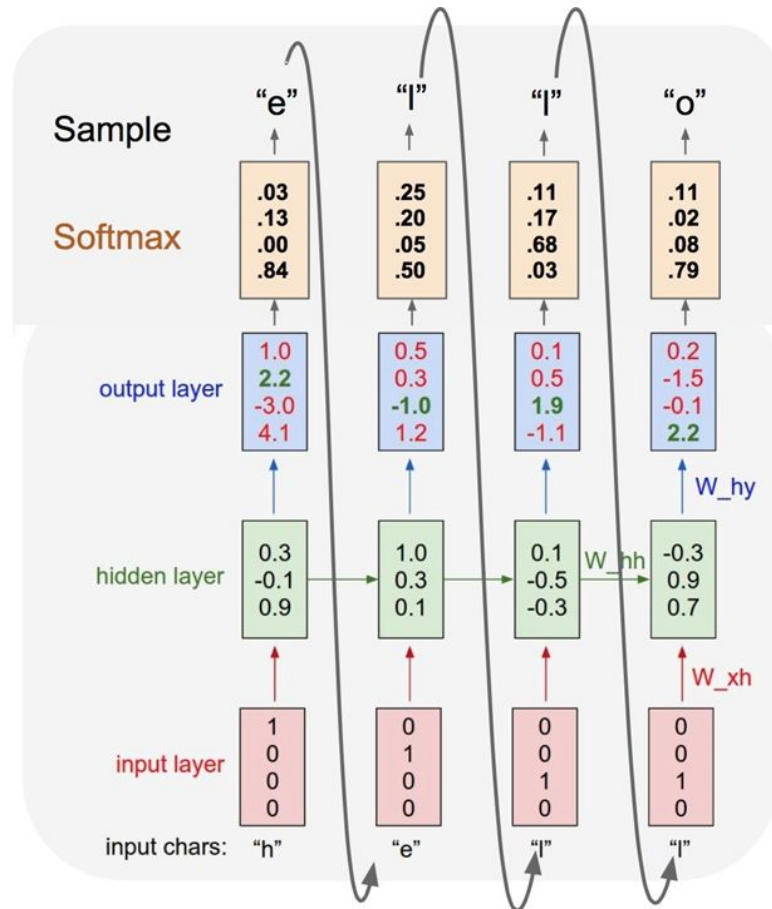 Sample
“e” “l” “l” “o”
Softmax
.03 .25 .11 .11
.13 .20 .17 .02
.00 .05 .68 .08
.84 .50 .03 .79
output layer
1.0 0.5 0.1 0.2
2.2 0.3 0.5 -1.5
-3.0 -1.0 1.9 -0.1
4.1 1.2 -1.1 2.2
W_hy
hidden layer
0.3 1.0 0.1 -0.3
-0.1 0.3 -0.5 0.9
0.9 0.1 -0.3 0.7
W_hh
W_xh
input layer
1 0 0 0
0 1 0 0
0 0 1 1
0 0 0 0
input chars: “h” “e” “l” “l”